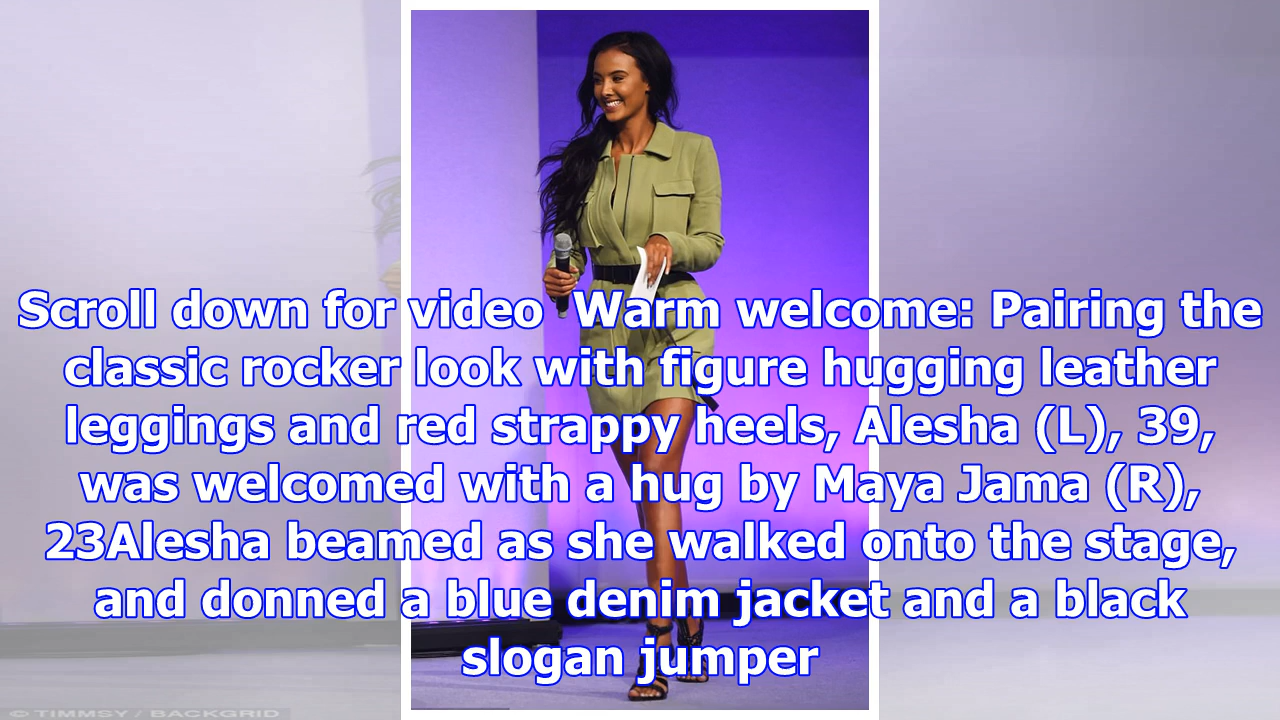 Scroll down for video  Warm welcome: Pairing the
classic rocker look with figure hugging leather
leggings and red strappy heels, Alesha (L), 39,
was welcomed with a hug by Maya Jama (R),
23Alesha beamed as she walked onto the stage,
and donned a blue denim jacket and a black
slogan jumper
© TIMMSY / BACKGRID